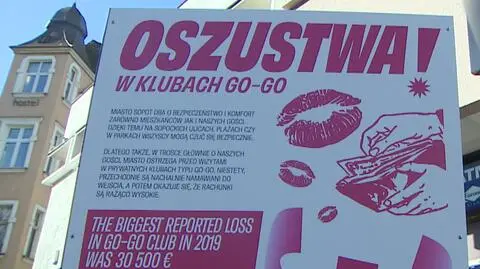 hostel
OSZUSTWA!
W KLUBACH GO-GO
MIASTO SOPOT DBA O BEZPIECZEŃSTWO I KOMFORT
ZARÓWNO MIESZKAŃCÓW JAK I NASZYCH GOŚCI.
DZIĘKI TEMU NA SOPOCKICH ULICACH, PLAŻACH CZY
W PARKACH WSZYSCY MOGĄ CZUĆ SIĘ BEZPIECZNIE.
DLATEGO TAKŻE, W TROSCE GŁÓWNIE O NASZYCH
GOŚCI, MIASTO OSTRZEGA PRZED WIZYTAMI
W PRYWATNYCH KLUBACH TYPU GO-GO. NIESTETY,
PRZECHODNIE SĄ NACHALNIE NAMAWIANI DO
WEJŚCIA, A POTEM OKAZUJE SIĘ, ŻE RACHUNKI
SĄ RAŻĄCO WYSOKIE.
THE BIGGEST REPORTED LOSS
IN GO-GO CLUB IN 2019
WAS 30 500 €